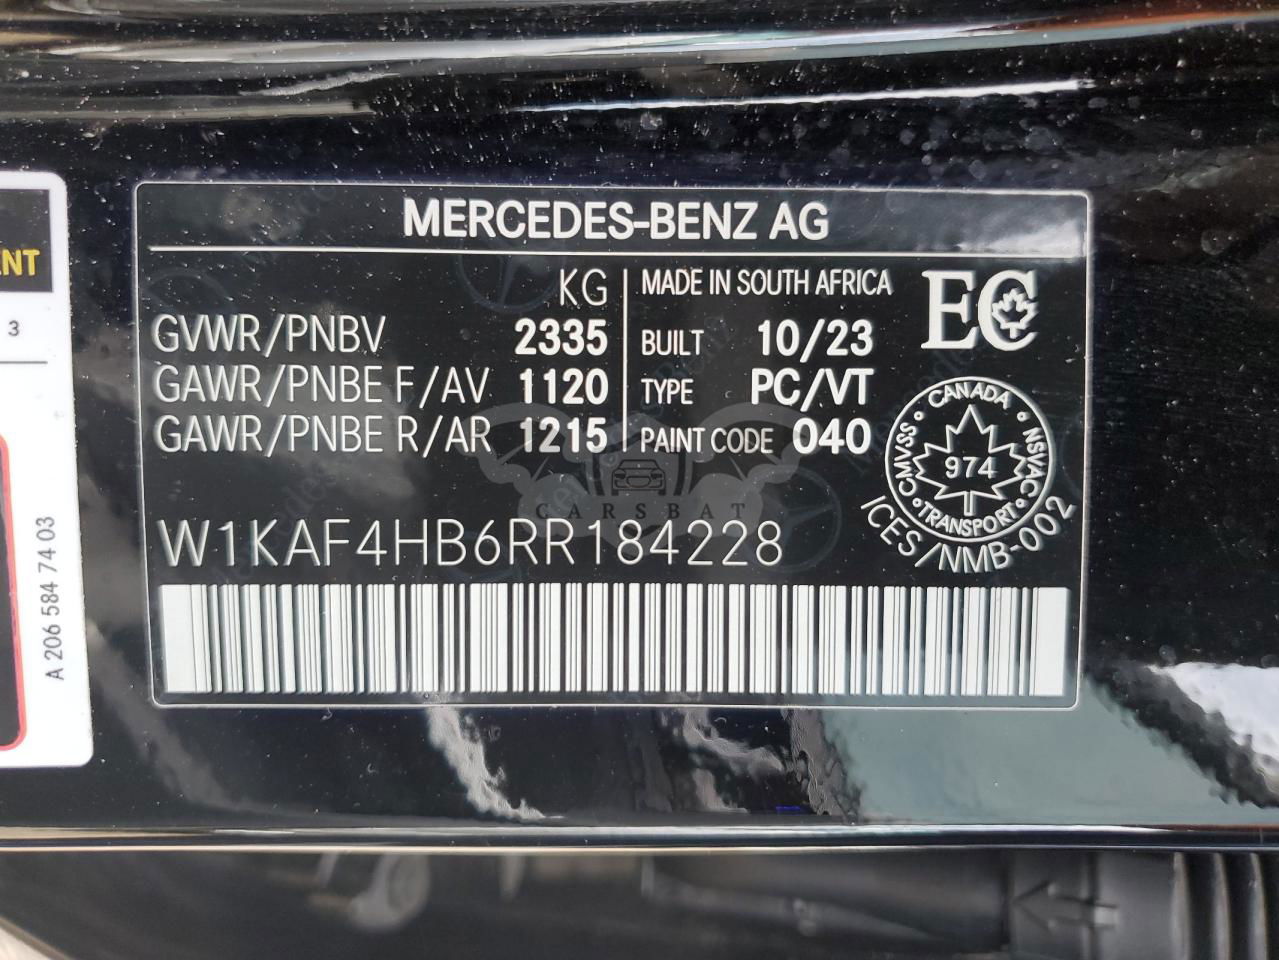 MERCEDES-BENZ AG
KG
GVWR/PNBV 2335
GAWR/PNBE F/AV 1120
GAWR/PNBE R/AR 1215
MADE IN SOUTH AFRICA
BUILT 10/23
TYPE PC/VT
PAINT CODE 040
EC
CANADA
CMVSS
NSVAC
974
TRANSPORT
ICES/NMB-002
W1KAF4HB6RR184228
CARSBAT
ENT
3
A 206 584 74 03